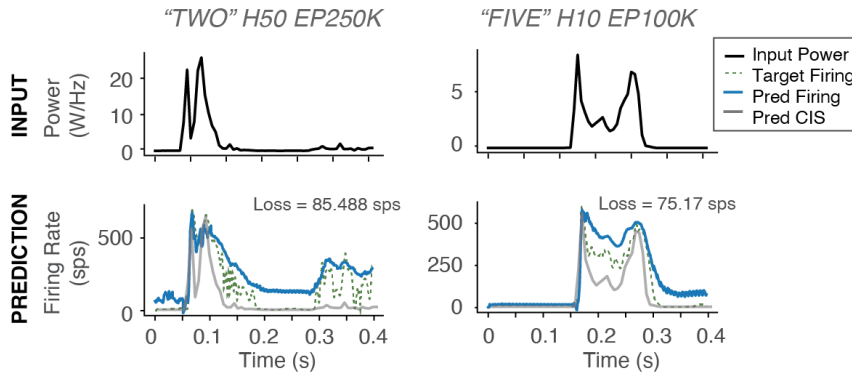 “TWO” H50 EP250K
“FIVE” H10 EP100K
INPUT
Power
(W/Hz)
20
10
0
5
0
Input Power
Target Firing
Pred Firing
Pred CIS
PREDICTION
Firing Rate
(sps)
Loss = 85.488 sps
500
0
0 0.1 0.2 0.3 0.4
Time (s)
Loss = 75.17 sps
500
250
0
0 0.1 0.2 0.3 0.4
Time (s)